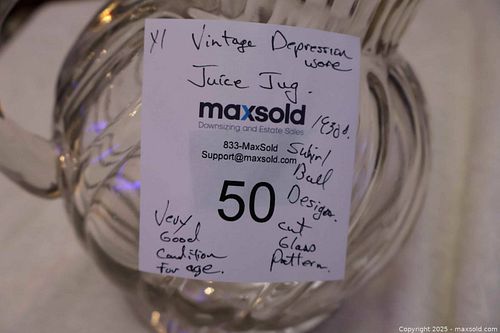 X1 Vintage Depression
wore
Juice Jug.
maxsold
Downsizing and Estate Sales
1930s.
833-MaxSold
Support@maxsold.com
Swirl
Ball
Design.
50
Very
Good
Condition
For age.
cut
Glass
Pattern.
Copyright 2025 - maxsold.com